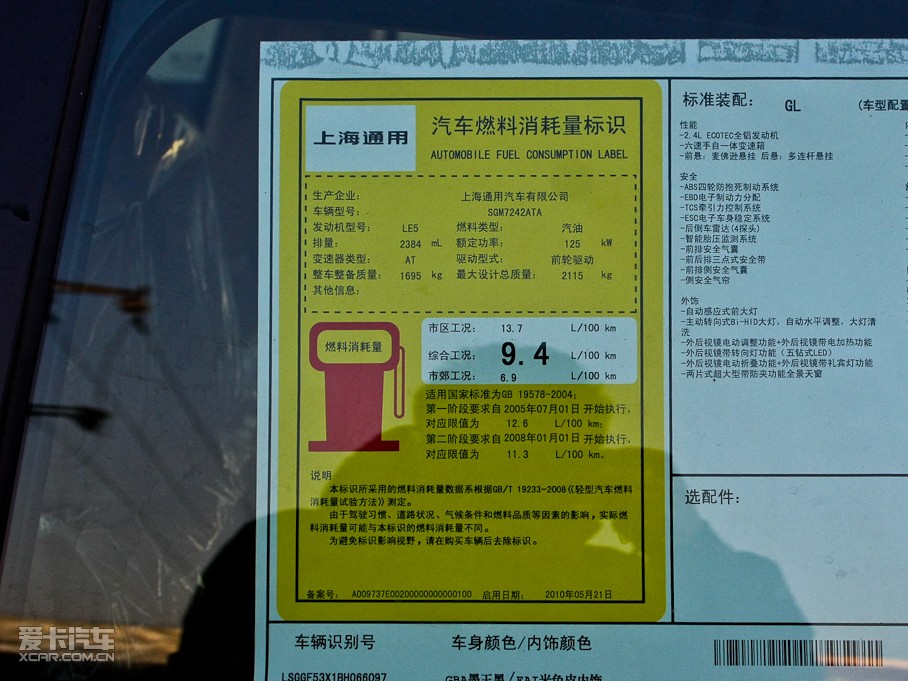 上海通用
汽车燃料消耗量标识
AUTOMOBILE FUEL CONSUMPTION LABEL
生产企业: 上海通用汽车有限公司
车辆型号: SGM7242ATA
发动机型号: LE5 燃料类型: 汽油
排量: 2384 mL 额定功率: 125 kW
变速器类型: AT 驱动型式: 前轮驱动
整车整备质量: 1695 kg 最大设计总质量: 2115 kg
其他信息:
燃料消耗量
市区工况: 13.7 L/100 km
综合工况: 9.4 L/100 km
市郊工况: 6.9 L/100 km
适用国家标准为GB 19578-2004;
第一阶段要求自 2005年07月01日 开始执行,
对应限值为 12.6 L/100 km;
第二阶段要求自 2008年01月01日 开始执行,
对应限值为 11.3 L/100 km。
说明
本标识所采用的燃料消耗量数据系根据GB/T 19233-2008《轻型汽车燃料
消耗量试验方法》测定。
由于驾驶习惯、道路状况、气候条件和燃料品质等因素的影响,实际燃
料消耗量可能与本标识的燃料消耗量不同。
为避免标识影响视野,请在购买车辆后去除标识。
备案号: A009737E00200000000000100 启用日期: 2010年05月21日
标准装配: GL (车型配置
性能
-2.4L ECOTEC全铝发动机
-六速手自一体变速箱
-前悬: 麦佛逊悬挂 后悬: 多连杆悬挂
安全
-ABS四轮防抱死制动系统
-EBD电子制动力分配
-TCS牵引力控制系统
-ESC电子车身稳定系统
-后倒车雷达(4探头)
-智能胎压监测系统
-前排安全气囊
-前后排三点式安全带
-前排侧安全气囊
-侧安全气帘
外饰
-自动感应式前大灯
-主动转向式Bi-HID大灯, 自动水平调整, 大灯清
洗
-外后视镜电动调整功能+外后视镜带电加热功能
-外后视镜带转向灯功能（五钻式LED）
-外后视镜电动折叠功能+外后视镜带礼宾灯功能
-两片式超大型带防夹功能全景天窗
选配件:
车辆识别号 车身颜色/内饰颜色
LSGGF53X1BH066097 GBA墨玉黑/EAI米色皮内饰
爱卡汽车
XCAR.COM.CN